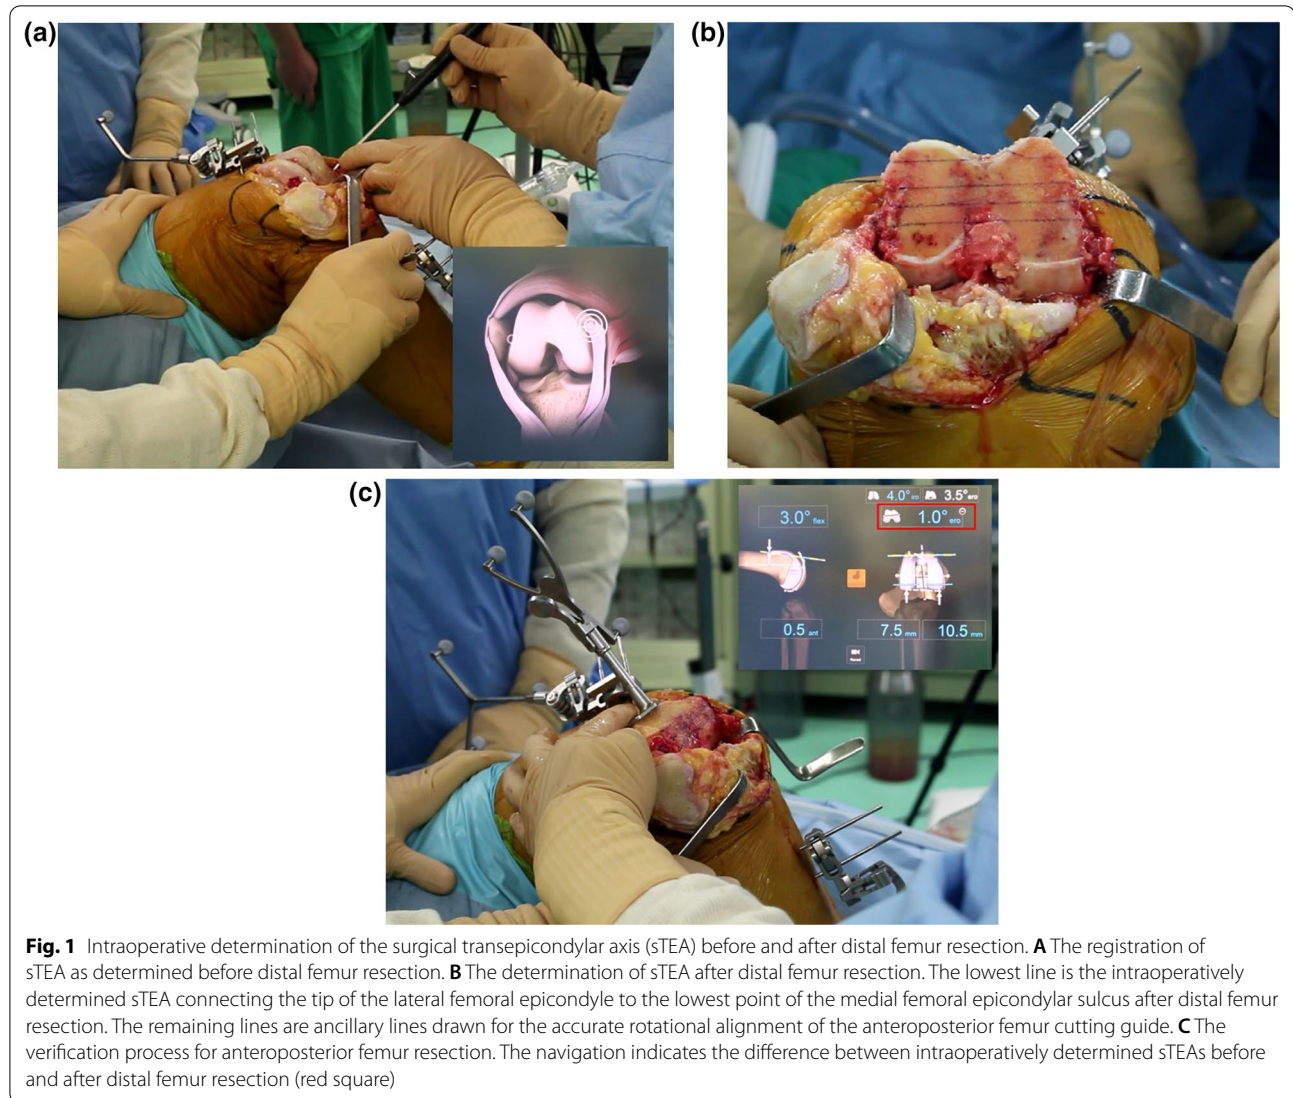 (a)
(b)
(c)
4.0° iro 3.5° ero
3.0° flex 1.0° ero
0.5 ant 7.5 mm 10.5 mm
Fig. 1 Intraoperative determination of the surgical transepicondylar axis (sTEA) before and after distal femur resection. A The registration of
sTEA as determined before distal femur resection. B The determination of sTEA after distal femur resection. The lowest line is the intraoperatively
determined sTEA connecting the tip of the lateral femoral epicondyle to the lowest point of the medial femoral epicondylar sulcus after distal femur
resection. The remaining lines are ancillary lines drawn for the accurate rotational alignment of the anteroposterior femur cutting guide. C The
verification process for anteroposterior femur resection. The navigation indicates the difference between intraoperatively determined sTEAs before
and after distal femur resection (red square)